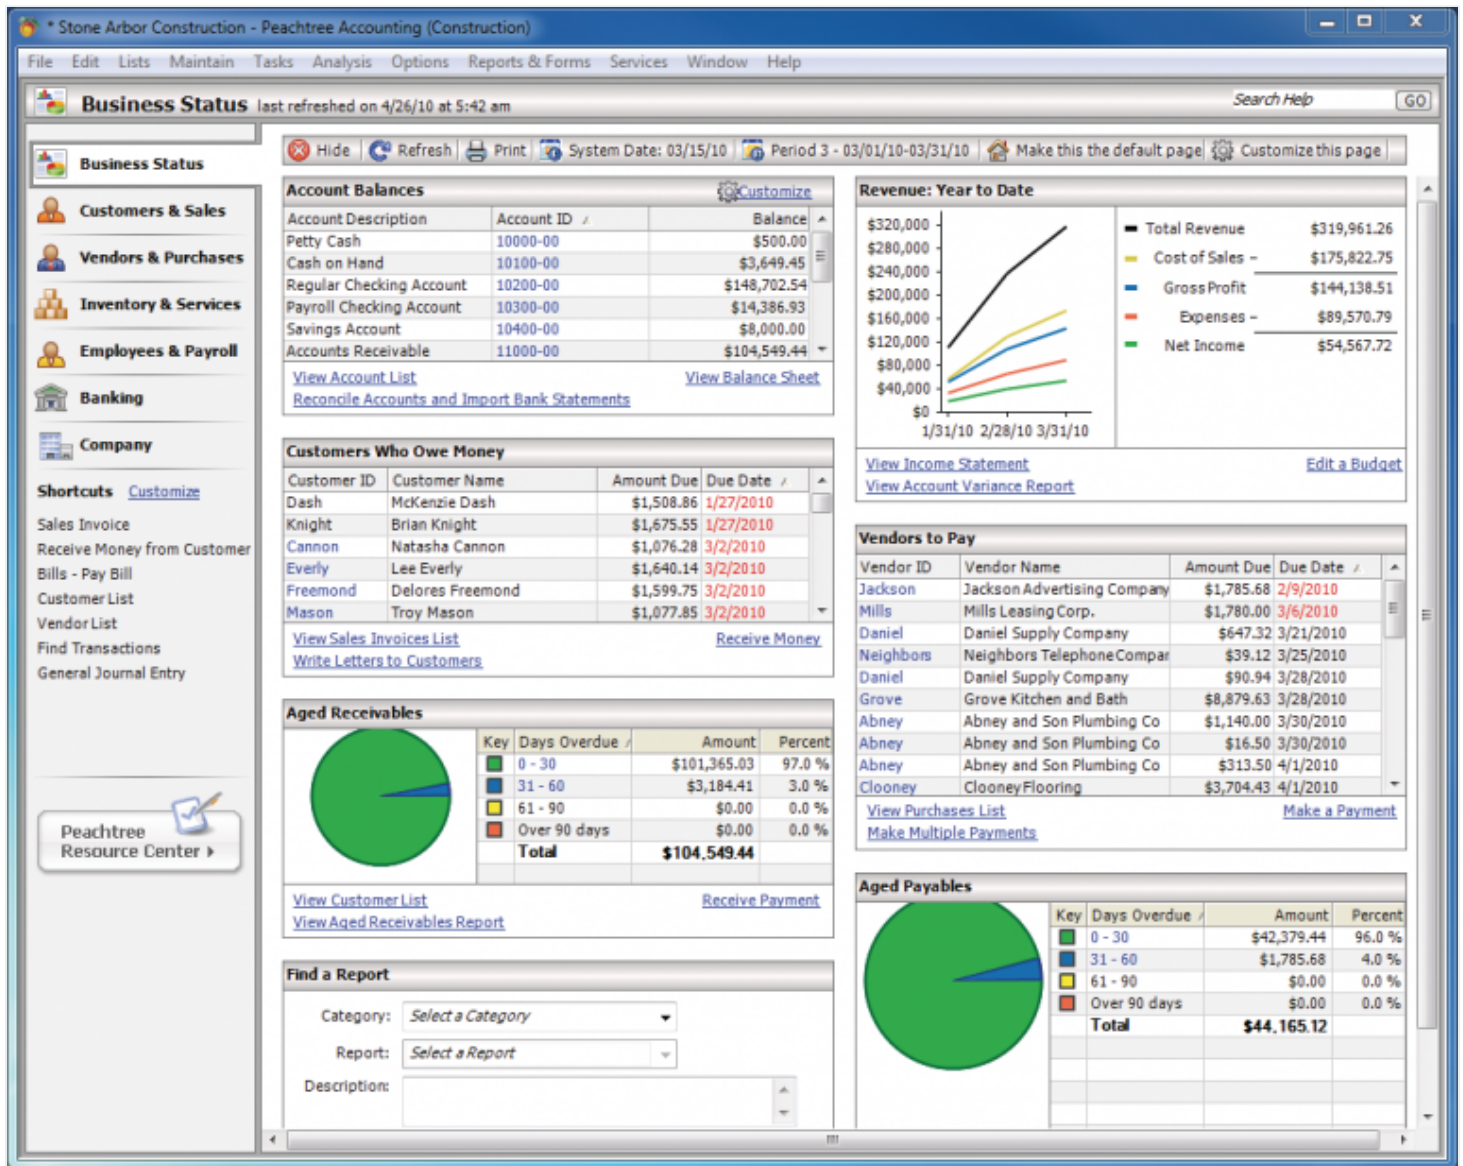 * Stone Arbor Construction - Peachtree Accounting (Construction)
File Edit Lists Maintain Tasks Analysis Options Reports & Forms Services Window Help
Business Status last refreshed on 4/26/10 at 5:42 am
Search Help GO
Business Status
Customers & Sales
Vendors & Purchases
Inventory & Services
Employees & Payroll
Banking
Company
Shortcuts Customize
Sales Invoice
Receive Money from Customer
Bills - Pay Bill
Customer List
Vendor List
Find Transactions
General Journal Entry
Peachtree
Resource Center
Hide Refresh Print System Date: 03/15/10 Period 3 - 03/01/10-03/31/10 Make this the default page Customize this page
Account Balances Customize
Account Description Account ID Balance
Petty Cash 10000-00 $500.00
Cash on Hand 10100-00 $3,649.45
Regular Checking Account 10200-00 $148,702.54
Payroll Checking Account 10300-00 $14,386.93
Savings Account 10400-00 $8,000.00
Accounts Receivable 11000-00 $104,549.44
View Account List View Balance Sheet
Reconcile Accounts and Import Bank Statements
Customers Who Owe Money
Customer ID Customer Name Amount Due Due Date
Dash McKenzie Dash $1,508.86 1/27/2010
Knight Brian Knight $1,675.55 1/27/2010
Cannon Natasha Cannon $1,076.28 3/2/2010
Everly Lee Everly $1,640.14 3/2/2010
Freemond Delores Freemond $1,599.75 3/2/2010
Mason Troy Mason $1,077.85 3/2/2010
View Sales Invoices List Receive Money
Write Letters to Customers
Aged Receivables
Key Days Overdue Amount Percent
0 - 30 $101,365.03 97.0 %
31 - 60 $3,184.41 3.0 %
61 - 90 $0.00 0.0 %
Over 90 days $0.00 0.0 %
Total $104,549.44
View Customer List Receive Payment
View Aged Receivables Report
Find a Report
Category: Select a Category
Report: Select a Report
Description:
Revenue: Year to Date
$320,000
$280,000
$240,000
$200,000
$160,000
$120,000
$80,000
$40,000
$0
1/31/10 2/28/10 3/31/10
Total Revenue $319,961.26
Cost of Sales - $175,822.75
Gross Profit $144,138.51
Expenses - $89,570.79
Net Income $54,567.72
View Income Statement Edit a Budget
View Account Variance Report
Vendors to Pay
Vendor ID Vendor Name Amount Due Due Date
Jackson Jackson Advertising Company $1,785.68 2/9/2010
Mills Mills Leasing Corp. $1,780.00 3/6/2010
Daniel Daniel Supply Company $647.32 3/21/2010
Neighbors Neighbors Telephone Compar $39.12 3/25/2010
Daniel Daniel Supply Company $90.94 3/28/2010
Grove Grove Kitchen and Bath $8,879.63 3/28/2010
Abney Abney and Son Plumbing Co $1,140.00 3/30/2010
Abney Abney and Son Plumbing Co $16.50 3/30/2010
Abney Abney and Son Plumbing Co $313.50 4/1/2010
Clooney Clooney Flooring $3,704.43 4/1/2010
View Purchases List Make a Payment
Make Multiple Payments
Aged Payables
Key Days Overdue Amount Percent
0 - 30 $42,379.44 96.0 %
31 - 60 $1,785.68 4.0 %
61 - 90 $0.00 0.0 %
Over 90 days $0.00 0.0 %
Total $44,165.12